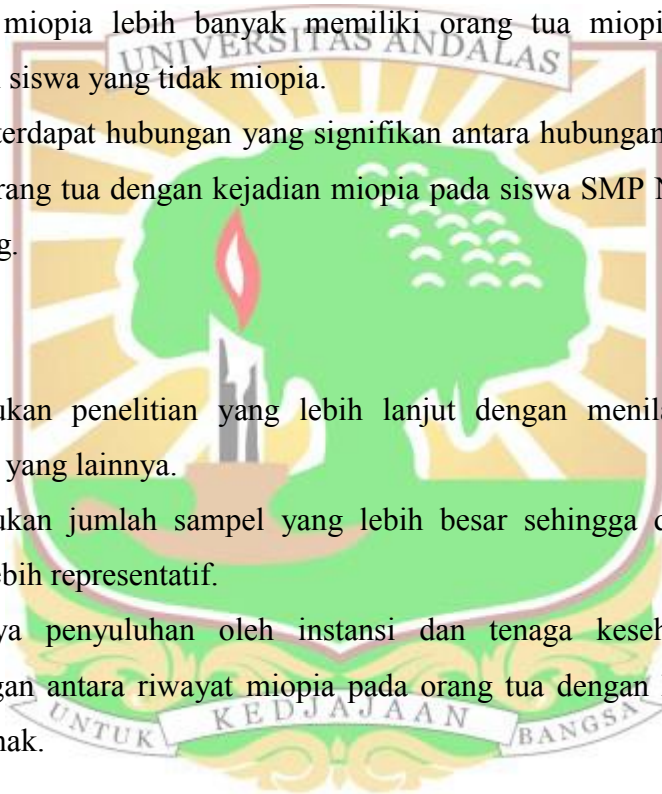 miopia lebih banyak memiliki orang tua miopi
UNIVERSITAS ANDALAS
siswa yang tidak miopia.
terdapat hubungan yang signifikan antara hubungan
rang tua dengan kejadian miopia pada siswa SMP N
g.
ukan penelitian yang lebih lanjut dengan menila
yang lainnya.
ukan jumlah sampel yang lebih besar sehingga d
ebih representatif.
ya penyuluhan oleh instansi dan tenaga keseh
gan antara riwayat miopia pada orang tua dengan
nak.
UNTUK KEDJAJAAN BANGSA